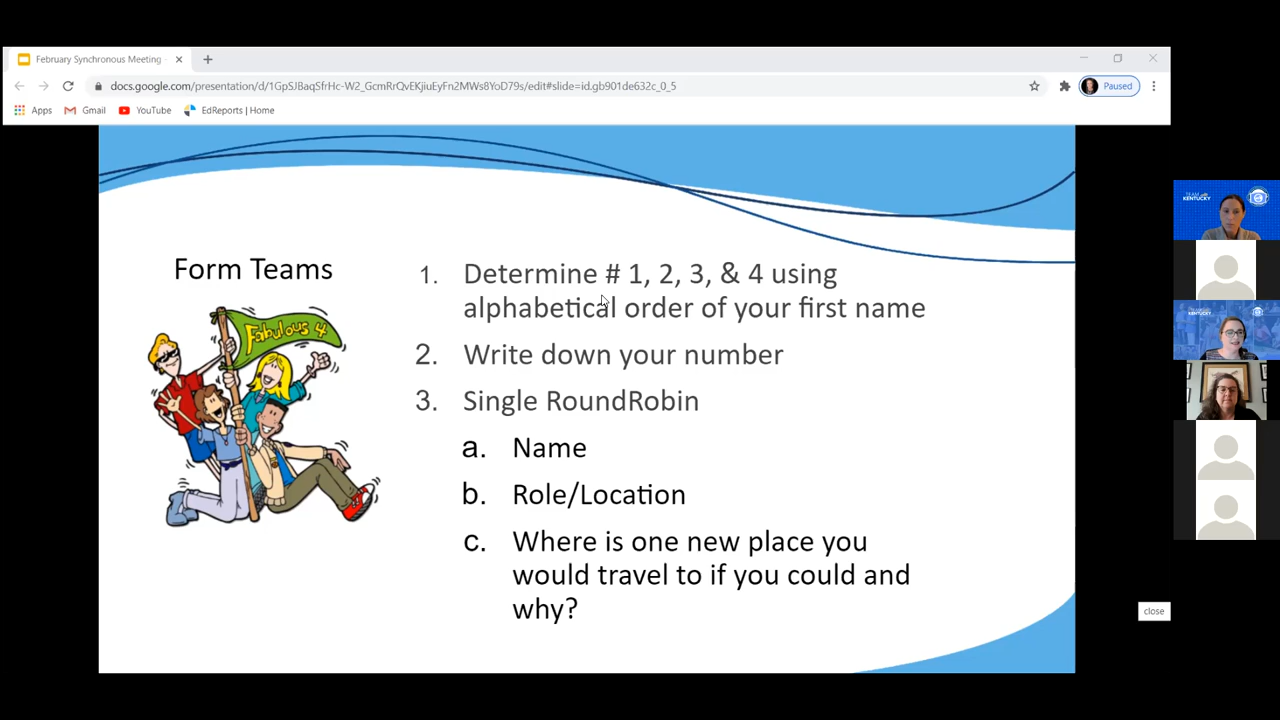 February Synchronous Meeting
docs.google.com/presentation/d/1GpSJBaqSfrHc-W2_GcmRrQvEKjiuEyFn2MWs8YoD79s/edit#slide=id.gb901de632c_0_5
Paused
Apps Gmail YouTube EdReports | Home
Form Teams
Fabulous 4
1. Determine # 1, 2, 3, & 4 using
alphabetical order of your first name
2. Write down your number
3. Single RoundRobin
a. Name
b. Role/Location
c. Where is one new place you
would travel to if you could and
why?
TEAM
KENTUCKY
close